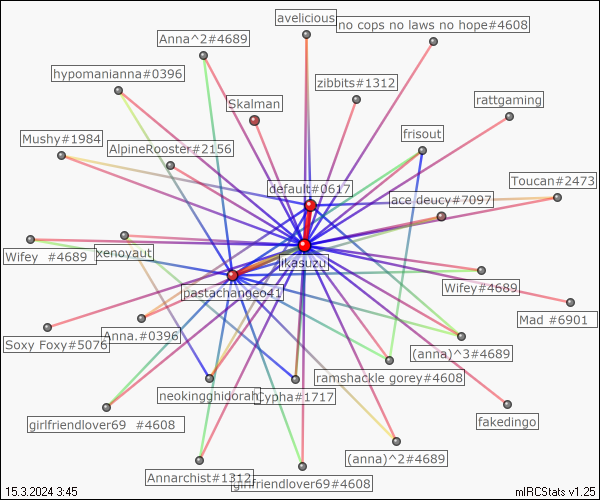 avelicious
no cops no laws no hope#4608
Anna^2#4689
hypomanianna#0396
zibbits#1312
Skalman
rattgaming
Mushy#1984
AlpineRooster#2156
frisout
default#0617
ace deucy#7097
Toucan#2473
Wifey #4689
xenoyaut
jikasuzu
pastachangeo41
Wifey#4689
Mad #6901
Soxy Foxy#5076
Anna.#0396
(anna)^3#4689
ramshackle gorey#4608
neokingghidorah
Cypha#1717
girlfriendlover69 #4608
fakedingo
(anna)^2#4689
Annarchist#1312
girlfriendlover69#4608
15.3.2024 3:45
mIRCStats v1.25